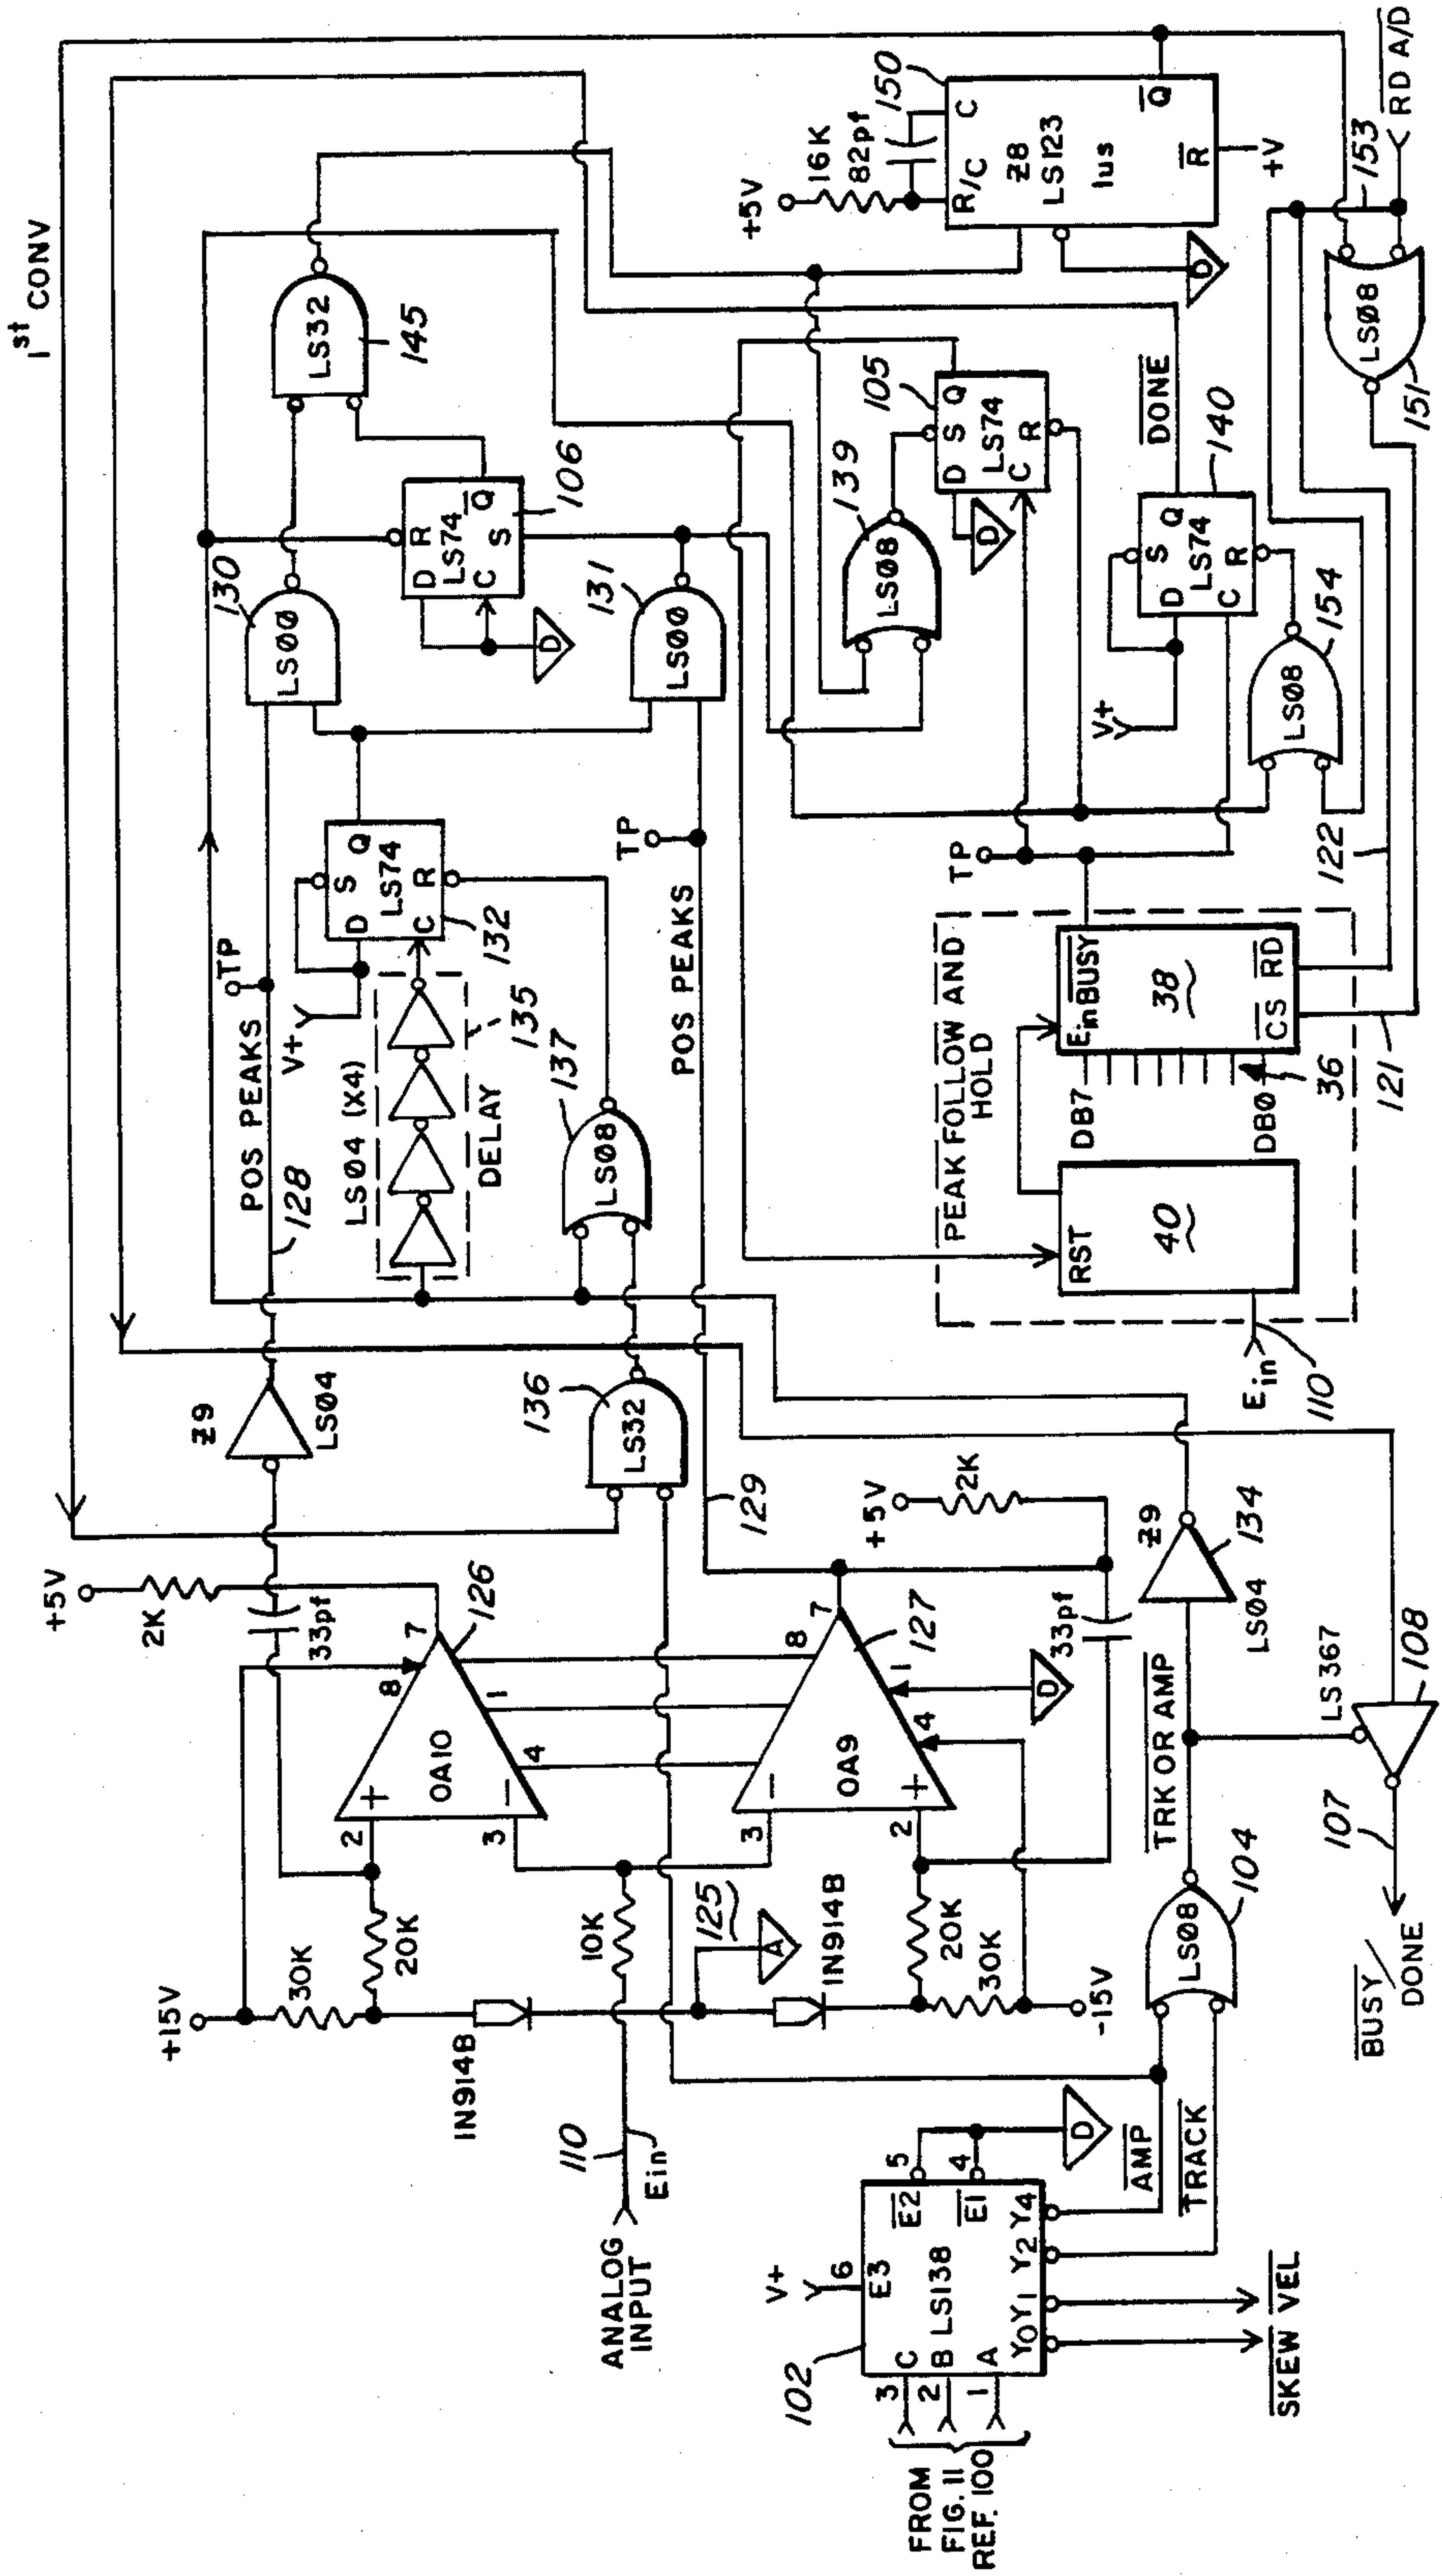 1st CONV
+5V
2K
33pf
Z9
LS04
POS PEAKS
128
TP
130
LS00
LS32
145
V+
D
S
Q
LS74
C
R
132
LS04 (X4)
DELAY
135
R
D
LS74
Q
C
S
106
D
131
LS00
+5V
16K
82pf
150
R/C
C
Z8
LS123
1us
Q
R
+V
D
+15V
30K
20K
2
+
3
-
OA10
8
7
126
1
4
136
LS32
137
LS08
POS PEAKS
TP
129
139
LS08
105
D
S
Q
LS74
C
R
D
IN914B
110
Ein
ANALOG
INPUT
10K
125
A
IN914B
3
-
2
+
OA9
8
7
127
1
4
D
33pf
+5V
2K
20K
30K
-15V
V+
6
E3
102
3
C
2
B
1
A
LS138
E2
5
E1
4
D
Y0
Y1
Y2
Y4
FROM
FIG. 11
REF. 100
AMP
TRACK
SKEW
VEL
LS08
104
TRK OR AMP
Z9
134
LS04
LS367
108
107
BUSY/
DONE
PEAK FOLLOW AND
HOLD
RST
40
Ein
110
Ein
BUSY
38
CS
RD
DB7
DB0
36
121
122
TP
V+
D
S
Q
LS74
C
R
140
DONE
LS08
154
LS08
151
153
RD A/D